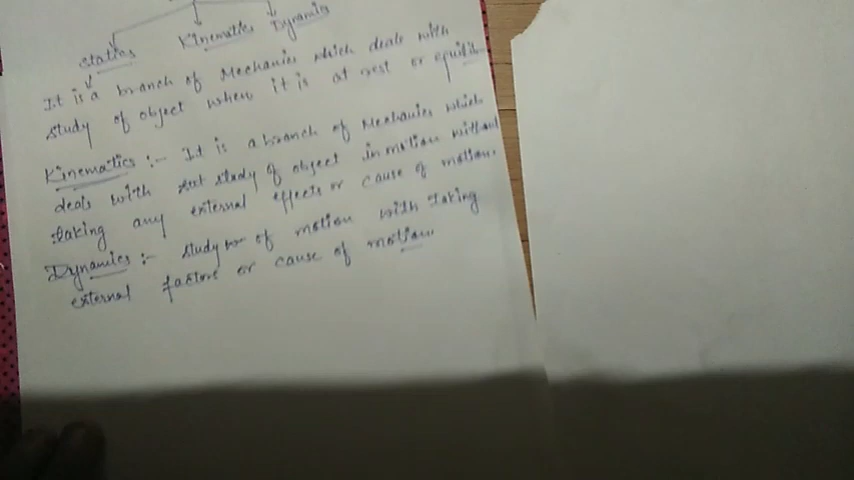 Statics Kinematics Dynamics
It is a branch of Mechanics which deals with
study of object when it is at rest or equilib
Kinematics :- It is a branch of Mechanics which
deals with study of object in motion without
taking any external effects or cause of motion.
Dynamics :- study of motion with taking
external factore or cause of motion.